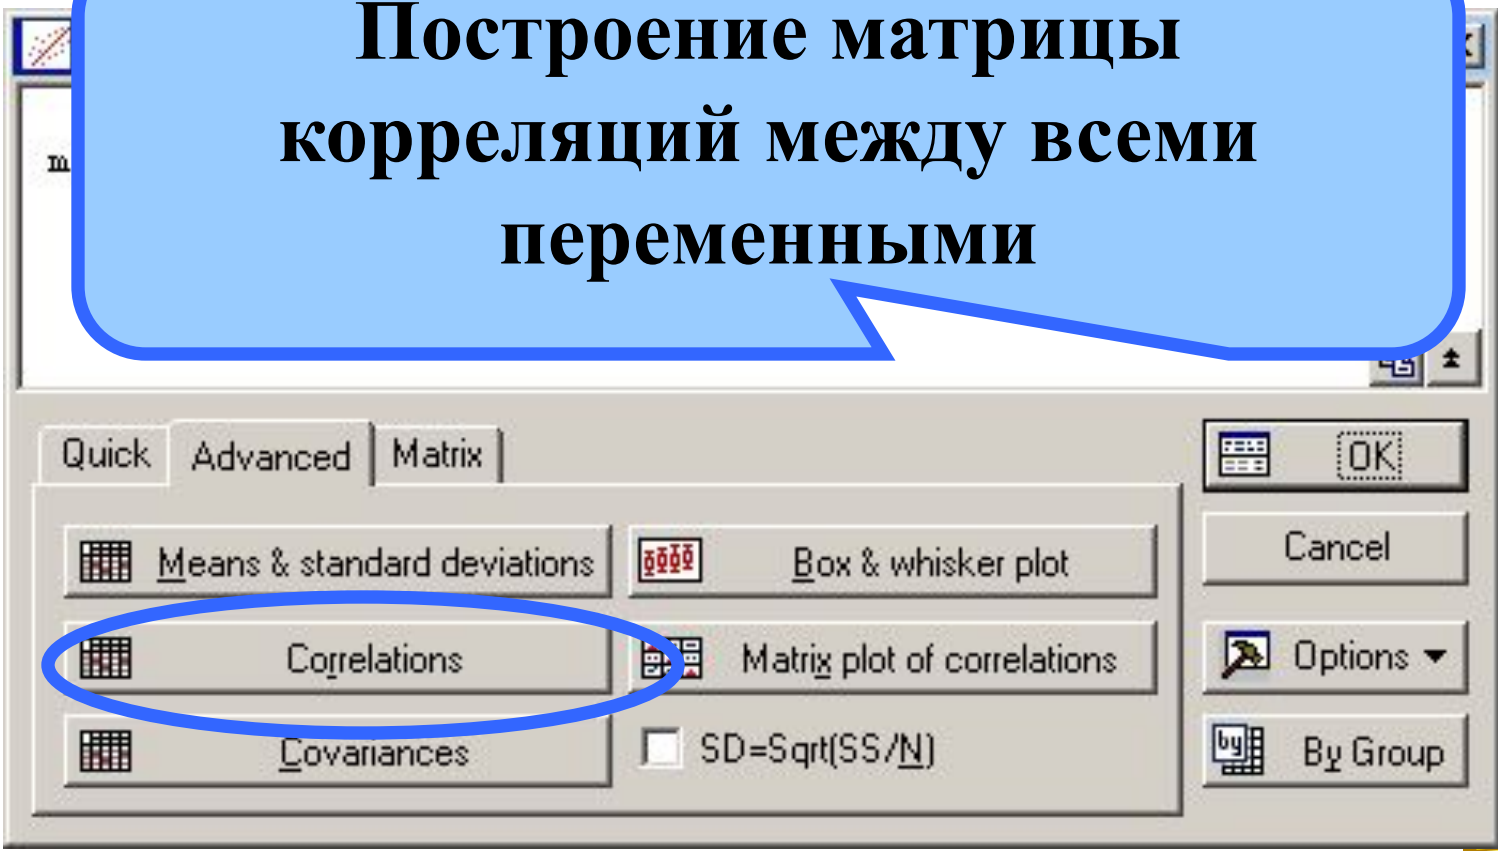 Построение матрицы
корреляций между всеми
переменными
m
Quick Advanced Matrix
OK
Means & standard deviations
Box & whisker plot
Cancel
Correlations
Matrix plot of correlations
Options
Covariances
SD=Sqrt(SS/N)
by By Group